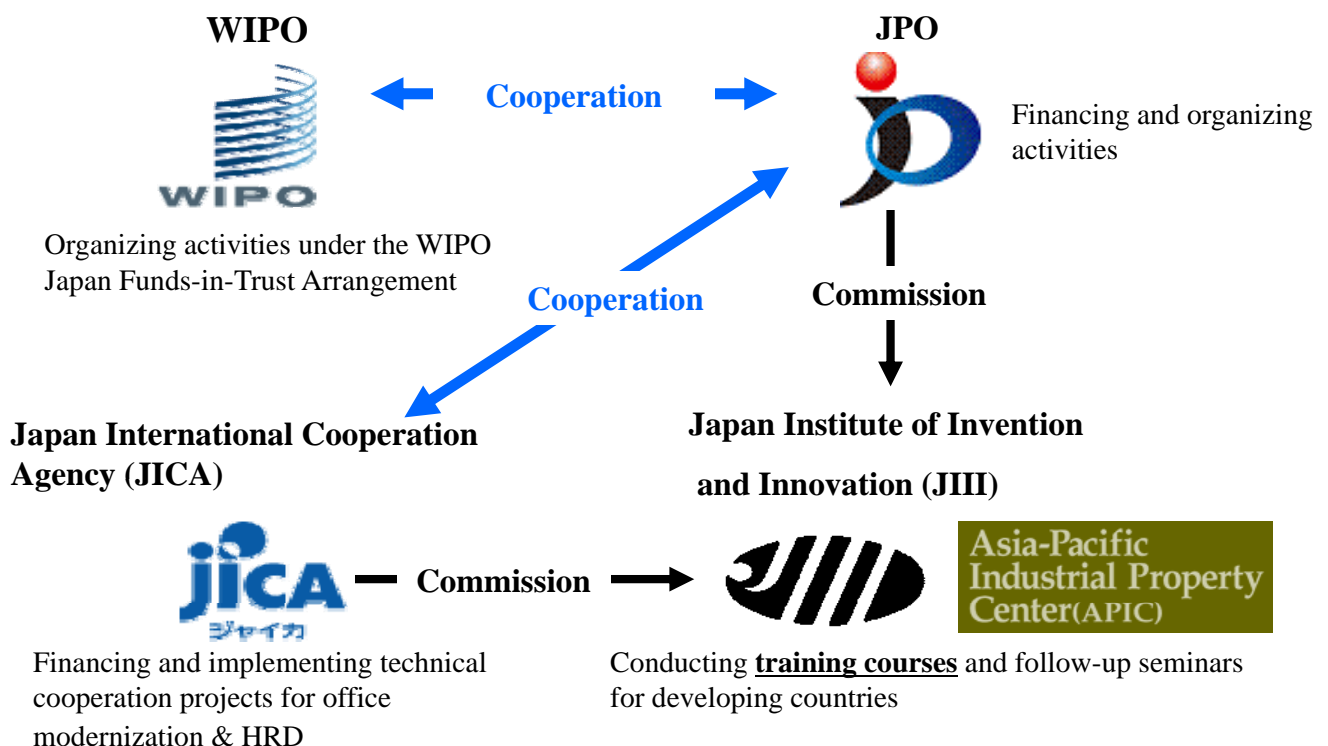 WIPO
JPO
Cooperation
WIPO
Financing and organizing
activities
Organizing activities under the WIPO
Japan Funds-in-Trust Arrangement
Cooperation
Commission
Japan International Cooperation
Agency (JICA)
Japan Institute of Invention
and Innovation (JIII)
jICA
ジャイカ
Commission
JIII
Asia-Pacific
Industrial Property
Center(APIC)
Financing and implementing technical
cooperation projects for office
modernization & HRD
Conducting training courses and follow-up seminars
for developing countries